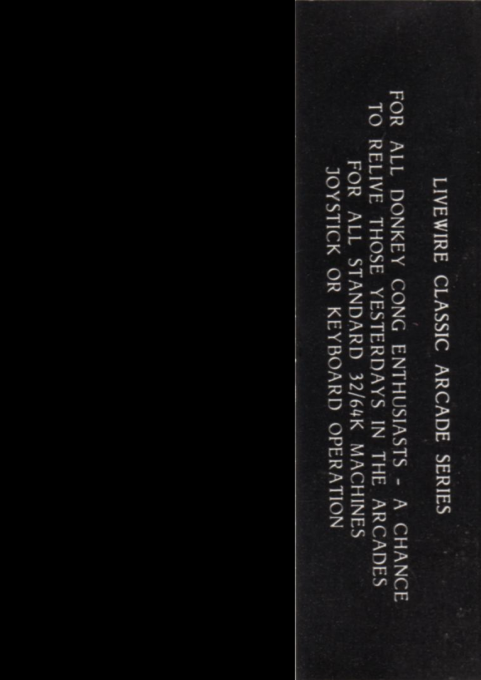 LIVEWIRE CLASSIC ARCADE SERIES
FOR ALL DONKEY CONG ENTHUSIASTS - A CHANCE
TO RELIVE THOSE YESTERDAYS IN THE ARCADES
FOR ALL STANDARD 32/64K MACHINES
JOYSTICK OR KEYBOARD OPERATION